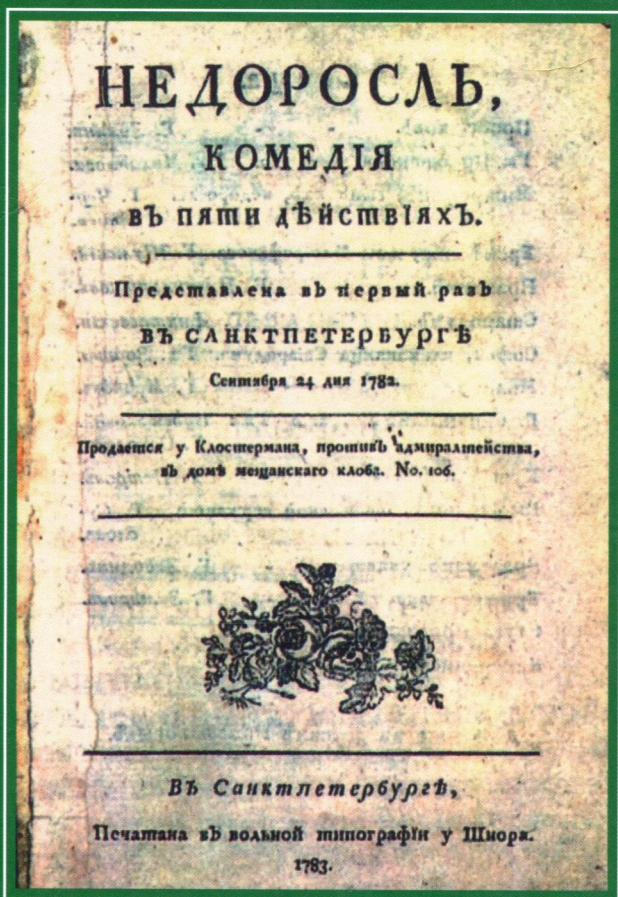 НЕДОРОСЛЬ,
КОМЕДІЯ
ВЪ ПЯТИ ДѢЙСТВІЯХЪ.
Представлена въ первый разъ
ВЪ САНКТПЕТЕРБУРГѢ
Сентября 24 дня 1782.
Продается у Клостермана, противъ адмиралтейства,
въ домѣ мещанскаго клоба. No. 106.
Въ Санктпетербургѣ,
Печатана въ вольной типографїи у Шнора.
1783.